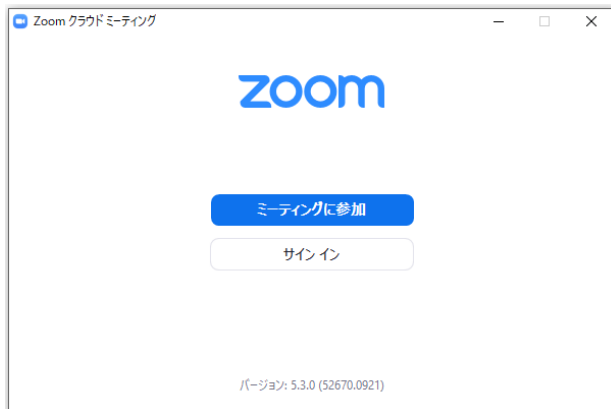 Zoom クラウド ミーティング
zoom
ミーティングに参加
サイン イン
バージョン: 5.3.0 (52670.0921)